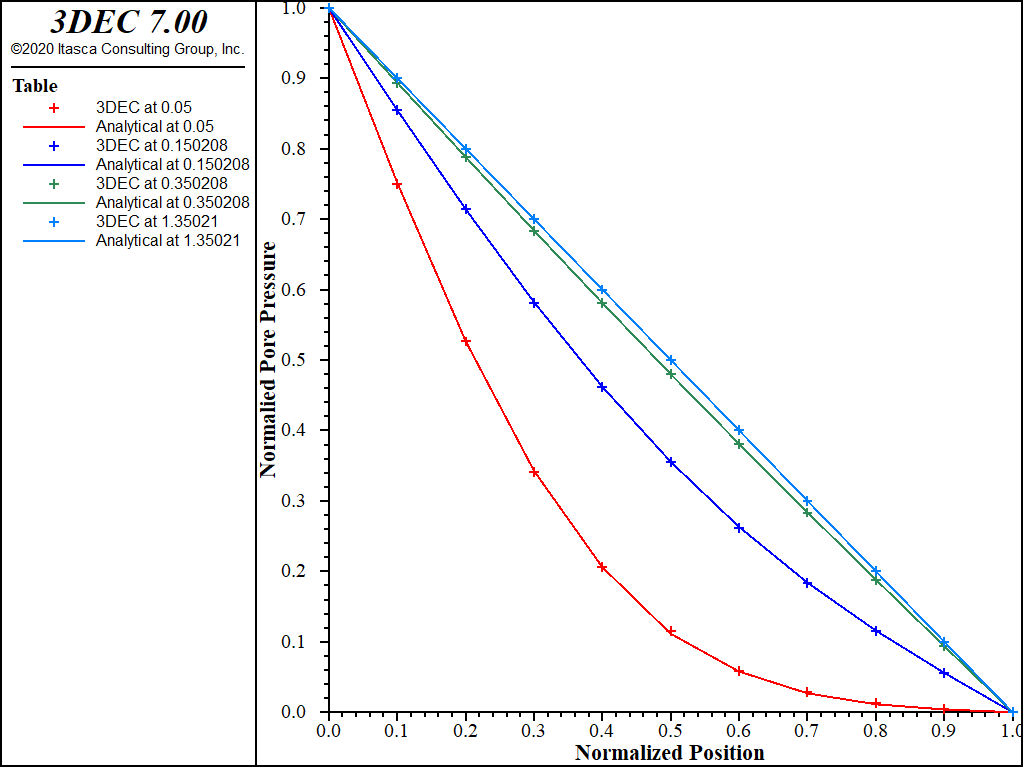 3DEC 7.00
©2020 Itasca Consulting Group, Inc.
Table
3DEC at 0.05
Analytical at 0.05
3DEC at 0.150208
Analytical at 0.150208
3DEC at 0.350208
Analytical at 0.350208
3DEC at 1.35021
Analytical at 1.35021
Normalied Pore Pressure
1.0
0.9
0.8
0.7
0.6
0.5
0.4
0.3
0.2
0.1
0.0
0.0 0.1 0.2 0.3 0.4 0.5 0.6 0.7 0.8 0.9 1.0
Normalized Position